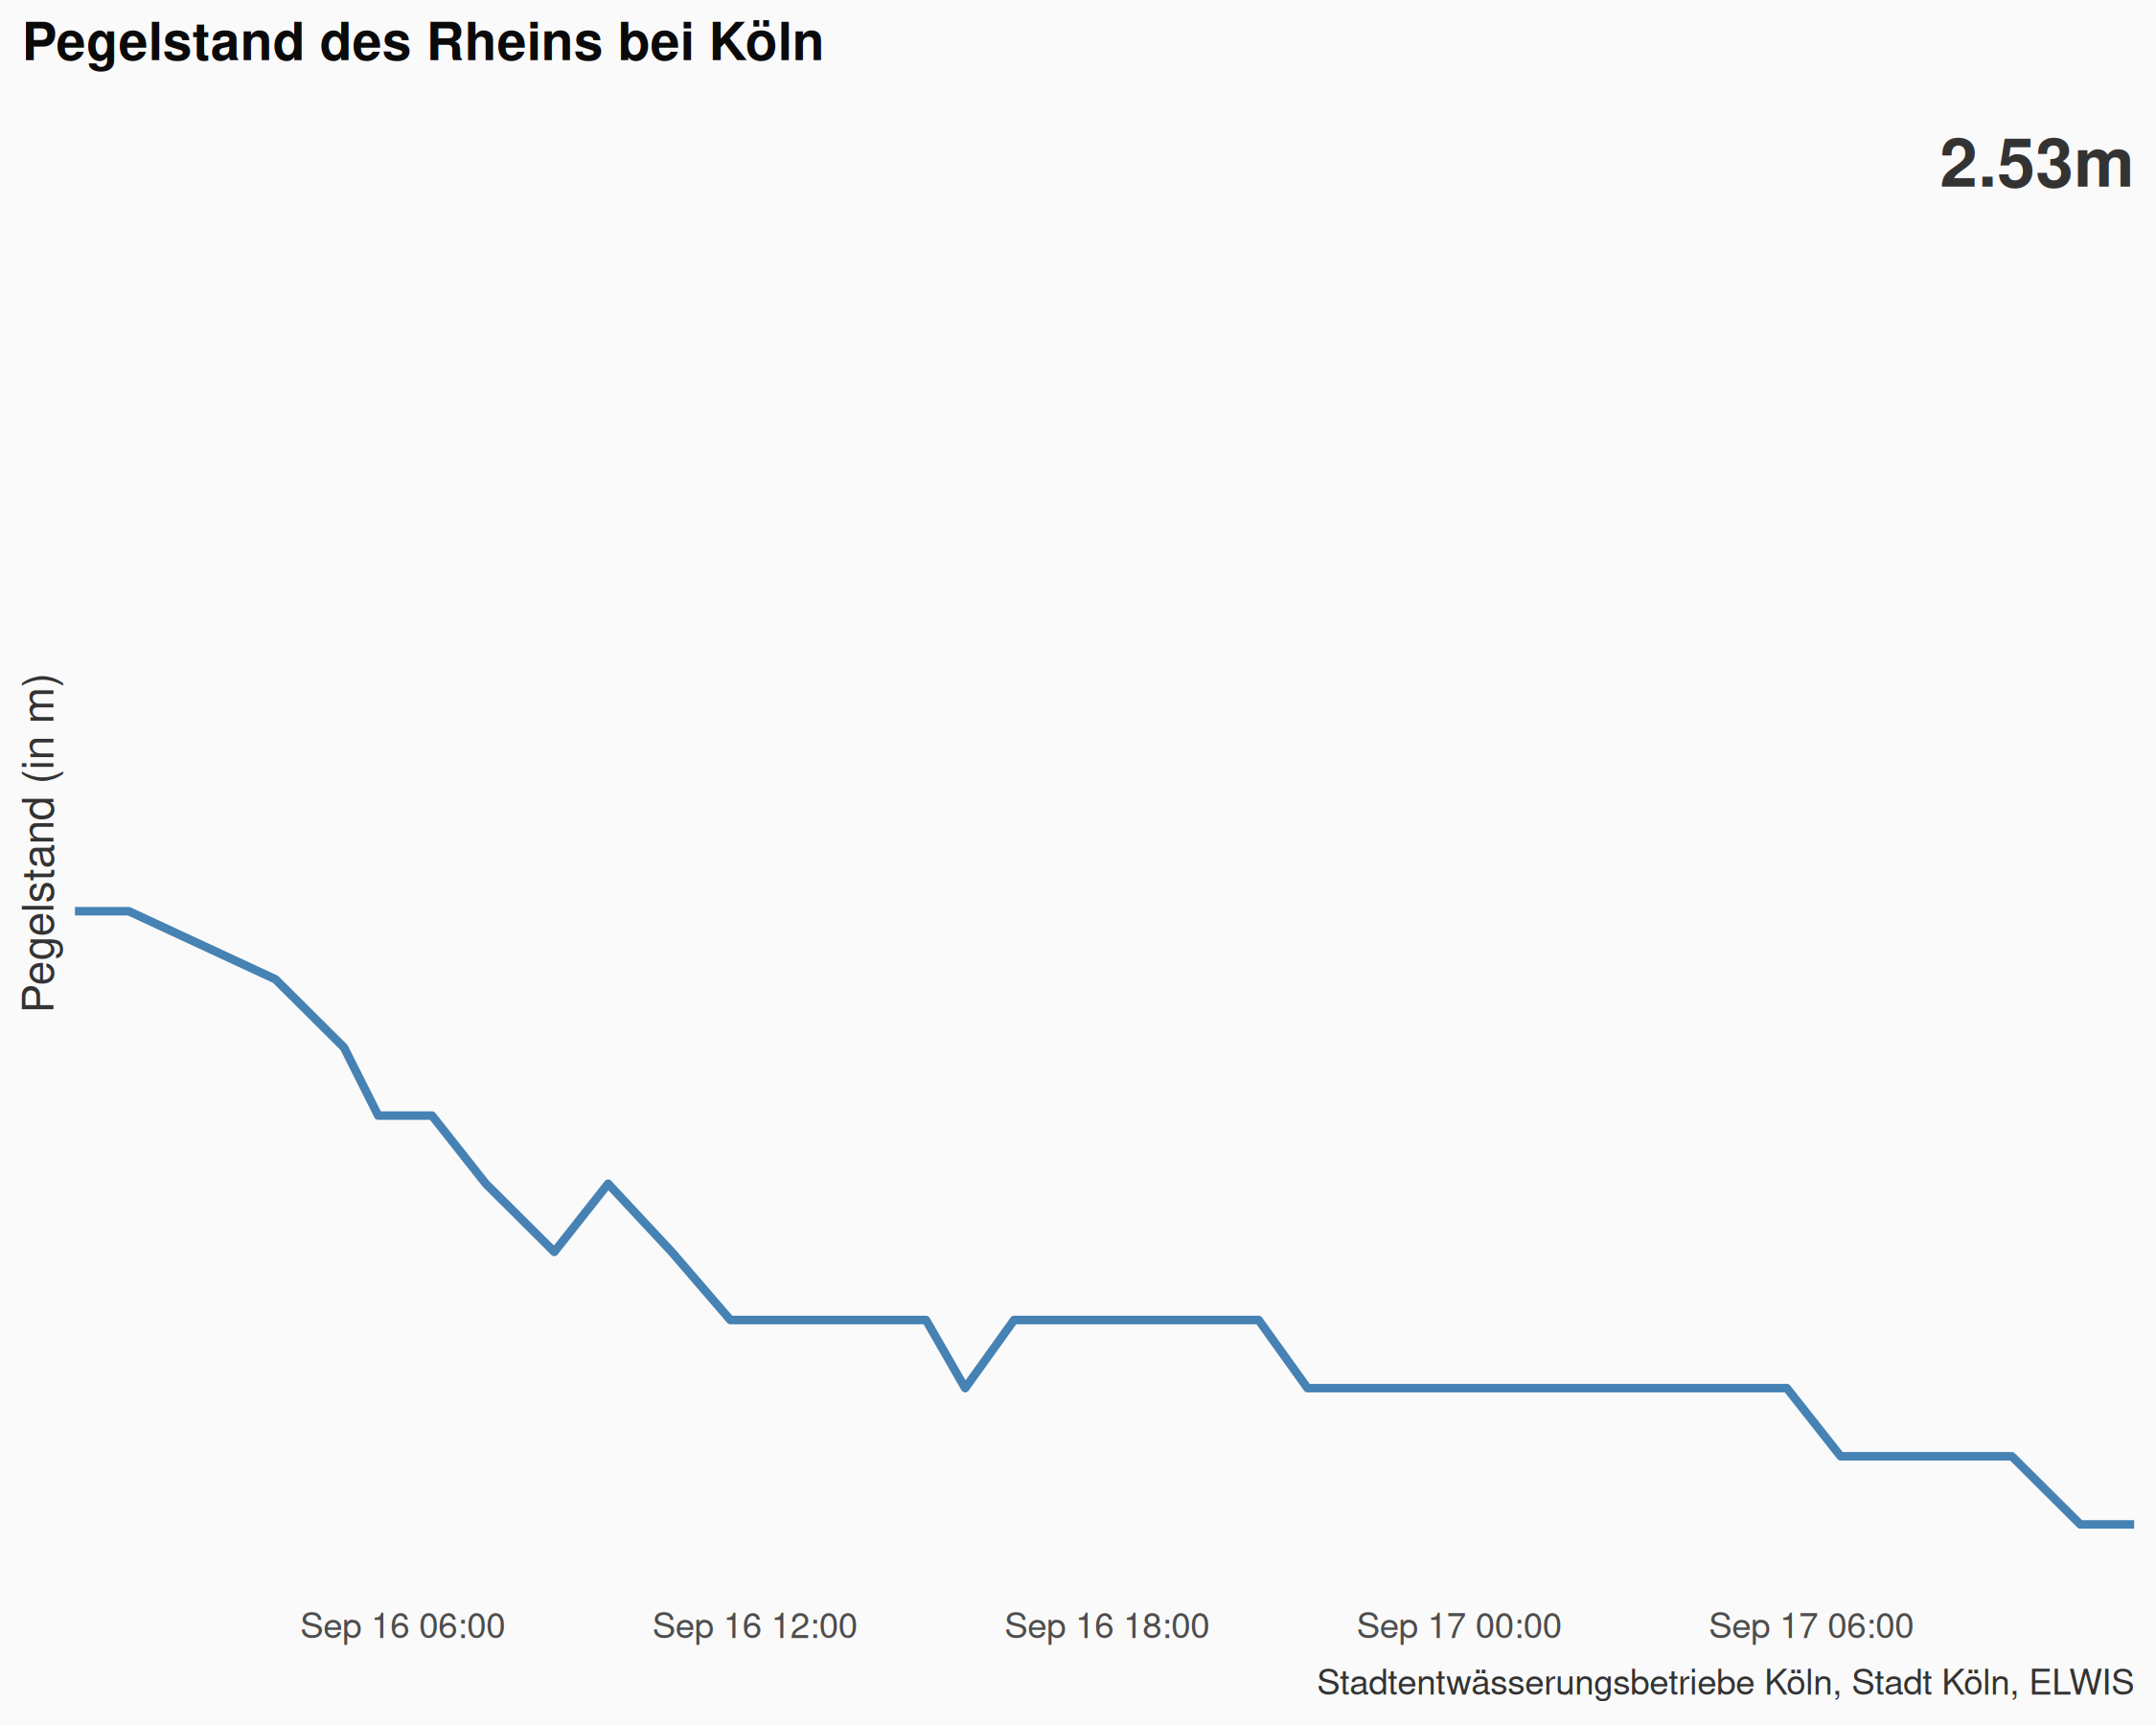 Pegelstand des Rheins bei Köln
2.53m
Pegelstand (in m)
Sep 16 06:00
Sep 16 12:00
Sep 16 18:00
Sep 17 00:00
Sep 17 06:00
Stadtentwässerungsbetriebe Köln, Stadt Köln, ELWIS